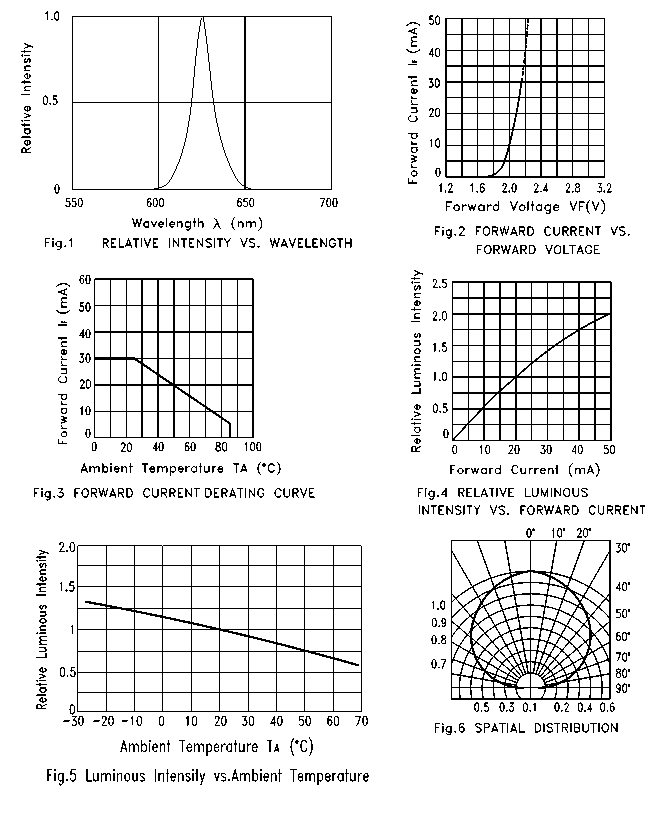 1.0
0.5
0
Relative Intensity
550 600 650 700
Wavelength λ (nm)
Fig.1 RELATIVE INTENSITY VS. WAVELENGTH
50
40
30
20
10
0
Forward Current IF (mA)
1.2 1.6 2.0 2.4 2.8 3.2
Forward Voltage VF(V)
Fig.2 FORWARD CURRENT VS.
FORWARD VOLTAGE
60
50
40
30
20
10
0
Forward Current IF (mA)
0 20 40 60 80 100
Ambient Temperature TA (°C)
Fig.3 FORWARD CURRENT DERATING CURVE
2.5
2.0
1.5
1.0
0.5
0
Relative Luminous Intensity
0 10 20 30 40 50
Forward Current (mA)
Fig.4 RELATIVE LUMINOUS
INTENSITY VS. FORWARD CURRENT
2.0
1.5
1
0.5
0
Relative Luminous Intensity
-30 -20 -10 0 10 20 30 40 50 60 70
Ambient Temperature TA (°C)
Fig.5 Luminous Intensily vs.Ambient Temperature
0° 10° 20°
30°
40°
50°
60°
70°
80°
90°
1.0
0.9
0.8
0.7
0.5 0.3 0.1 0.2 0.4 0.6
Fig.6 SPATIAL DISTRIBUTION